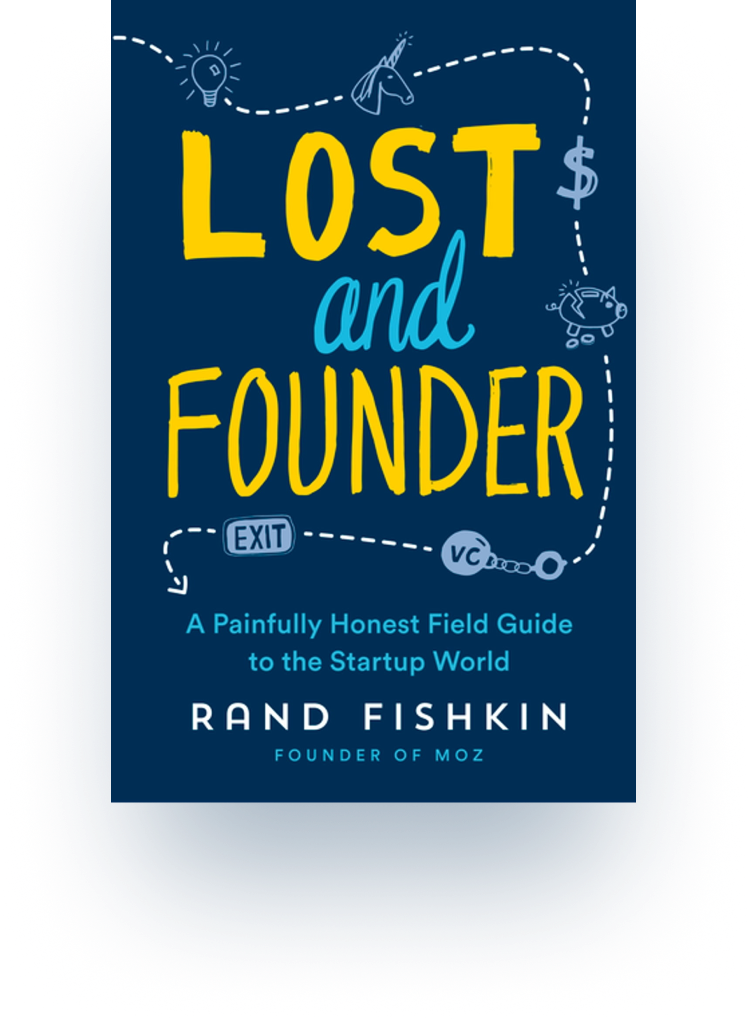 LOST
$
and
FOUNDER
EXIT
VC
A Painfully Honest Field Guide
to the Startup World
RAND FISHKIN
FOUNDER OF MOZ